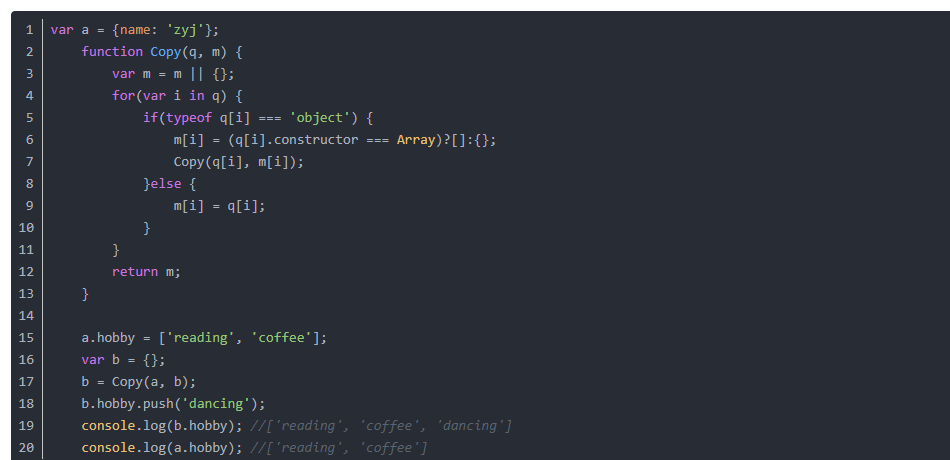 1 var a = {name: 'zyj'};
2     function Copy(q, m) {
3         var m = m || {};
4         for(var i in q) {
5             if(typeof q[i] === 'object') {
6                 m[i] = (q[i].constructor === Array)?[]:{};
7                 Copy(q[i], m[i]);
8             }else {
9                 m[i] = q[i];
10             }
11         }
12         return m;
13     }
14
15     a.hobby = ['reading', 'coffee'];
16     var b = {};
17     b = Copy(a, b);
18     b.hobby.push('dancing');
19     console.log(b.hobby); //['reading', 'coffee', 'dancing']
20     console.log(a.hobby); //['reading', 'coffee']